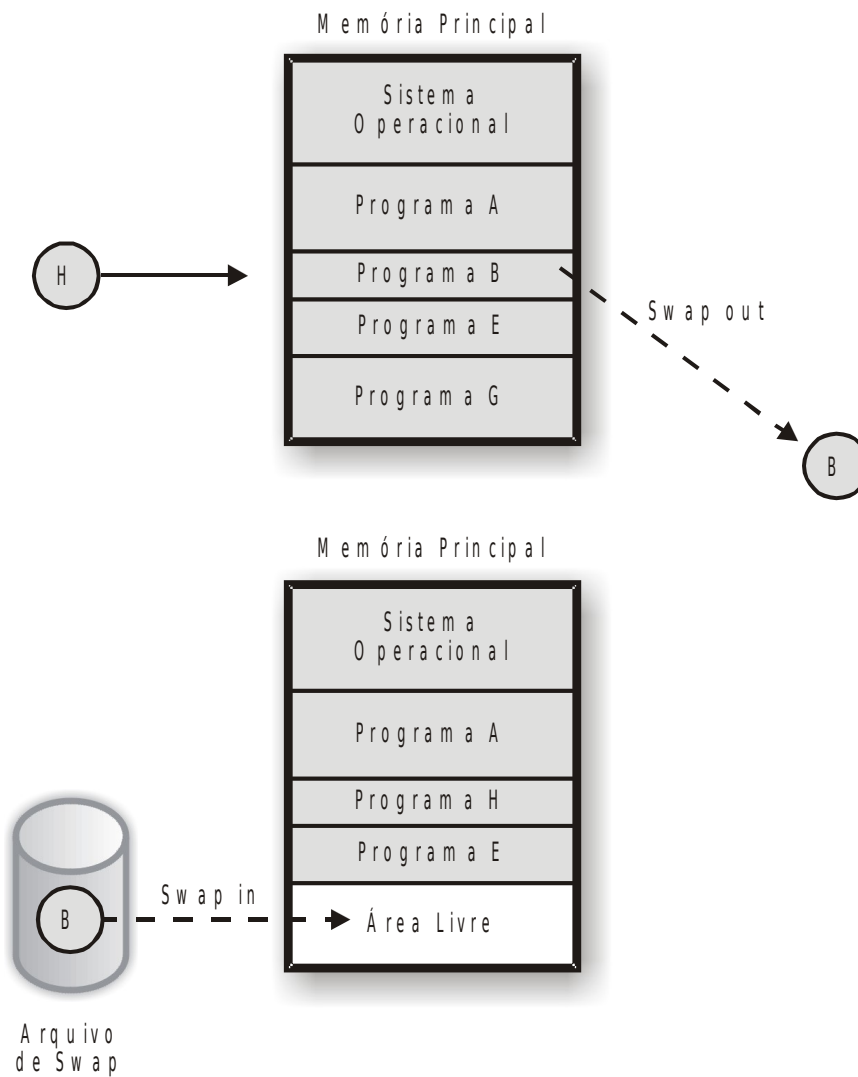 Memória Principal
Sistema
Operacional
Programa A
H
Programa B
Swap out
Programa E
Programa G
B
Memória Principal
Sistema
Operacional
Programa A
Programa H
Programa E
Swap in
B
Área Livre
Arquivo
de Swap